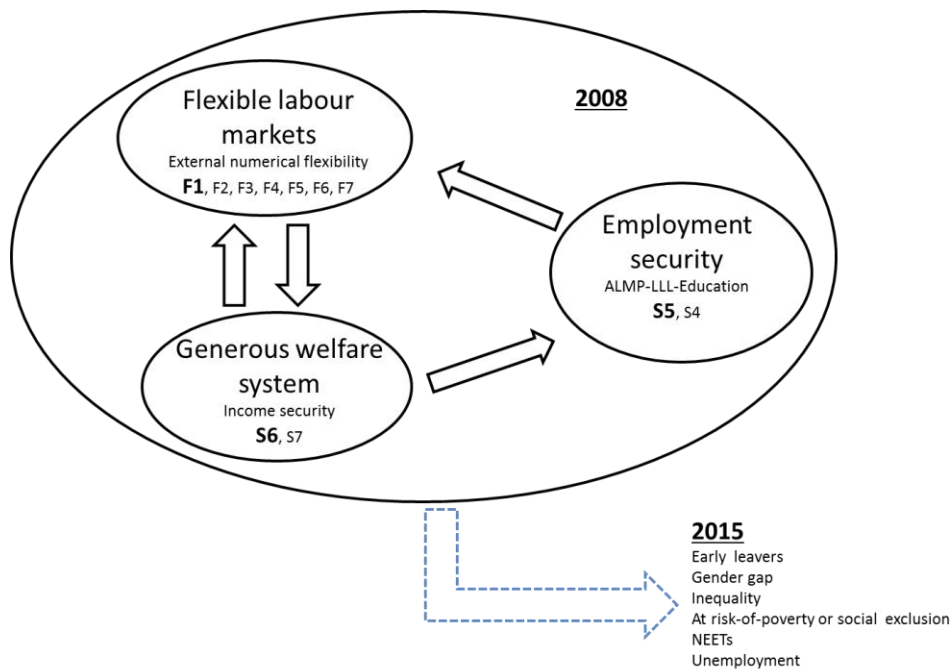 Flexible labour
markets
External numerical flexibility
F1, F2, F3, F4, F5, F6, F7
2008
Employment
security
ALMP-LLL-Education
S5, S4
Generous welfare
system
Income security
S6, S7
2015
Early leavers
Gender gap
Inequality
At risk-of-poverty or social exclusion
NEETs
Unemployment